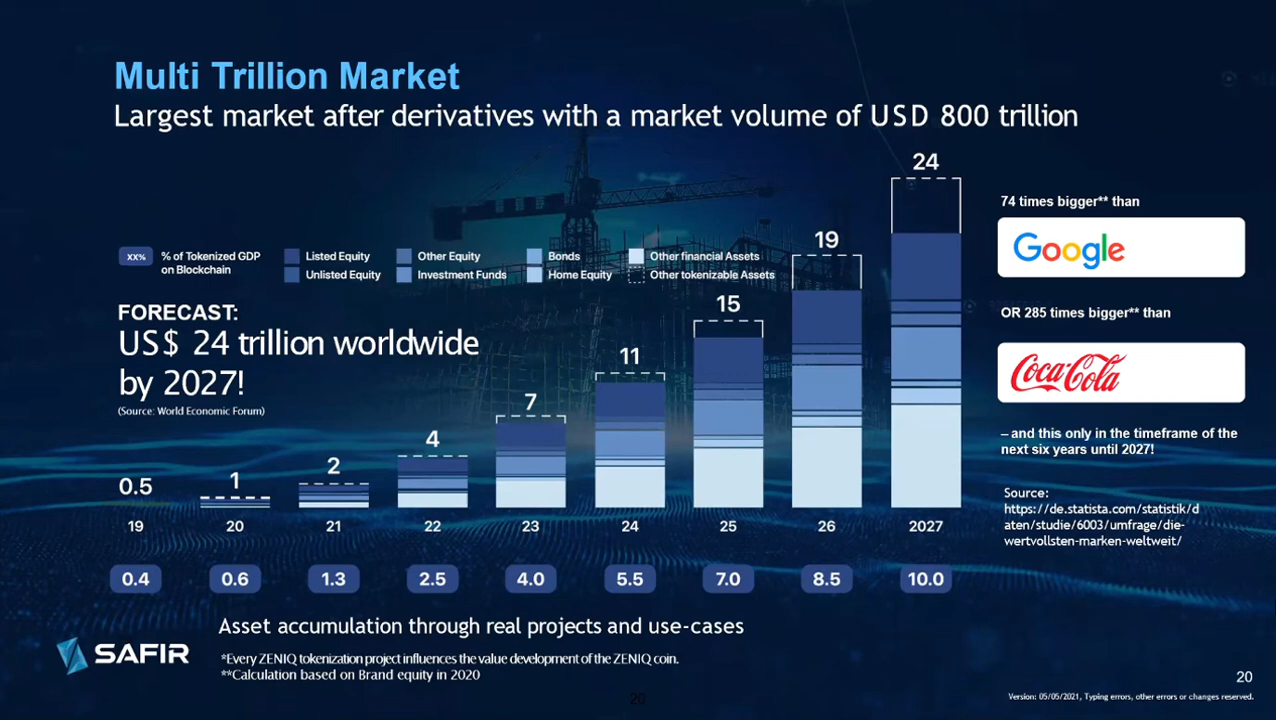 Multi Trillion Market
Largest market after derivatives with a market volume of USD 800 trillion
24
19
15
11
7
4
2
1
0.5
74 times bigger** than
Google
OR 285 times bigger** than
Coca-Cola
– and this only in the timeframe of the
next six years until 2027!
Source:
https://de.statista.com/statistik/d
aten/studie/6003/umfrage/die-
wertvollsten-marken-weltweit/
xx% % of Tokenized GDP
on Blockchain
Listed Equity
Unlisted Equity
Other Equity
Investment Funds
Bonds
Home Equity
Other financial Assets
Other tokenizable Assets
FORECAST:
US$ 24 trillion worldwide
by 2027!
(Source: World Economic Forum)
19 20 21 22 23 24 25 26 2027
0.4 0.6 1.3 2.5 4.0 5.5 7.0 8.5 10.0
Asset accumulation through real projects and use-cases
SAFIR
*Every ZENIQ tokenization project influences the value development of the ZENIQ coin.
**Calculation based on Brand equity in 2020
20
20
Version: 05/05/2021, Typing errors, other errors or changes reserved.